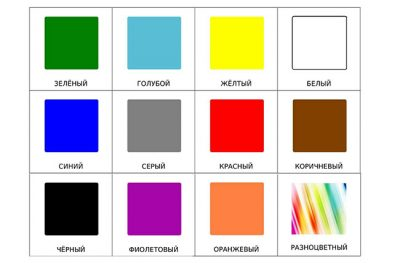 ЗЕЛЁНЫЙ ГОЛУБОЙ ЖЁЛТЫЙ БЕЛЫЙ
СИНИЙ СЕРЫЙ КРАСНЫЙ КОРИЧНЕВЫЙ
ЧЁРНЫЙ ФИОЛЕТОВЫЙ ОРАНЖЕВЫЙ РАЗНОЦВЕТНЫЙ